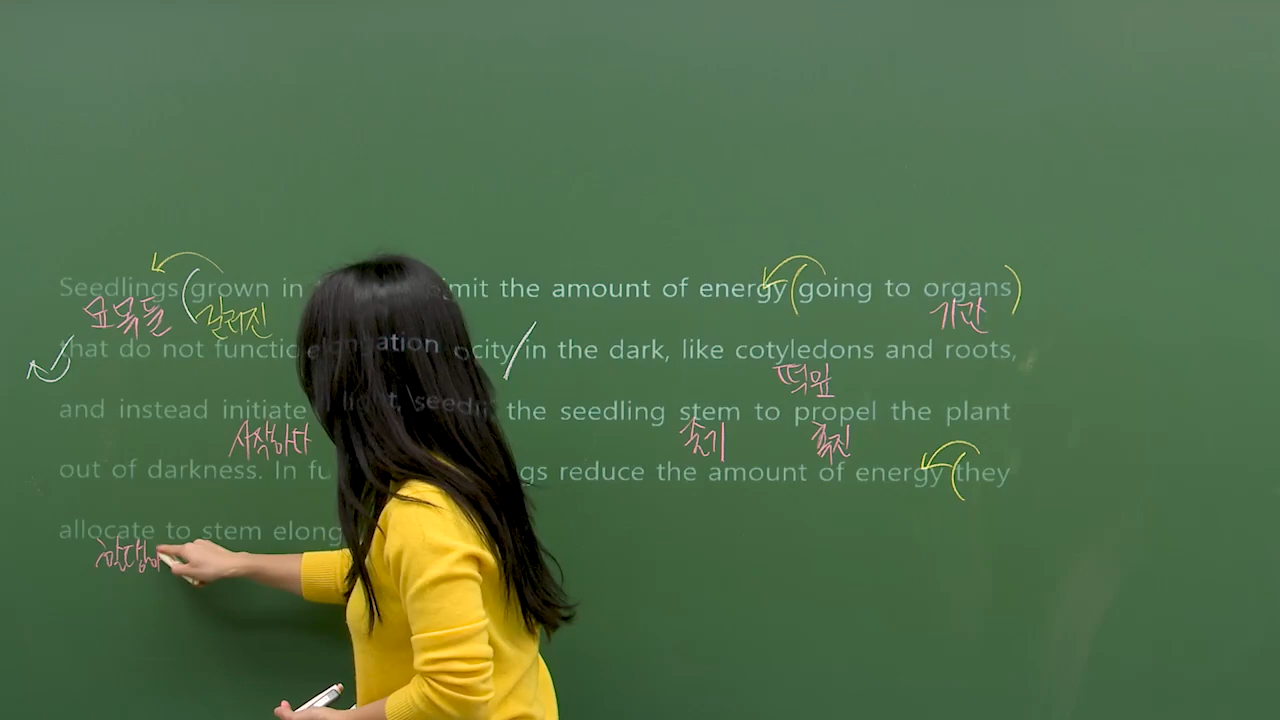 Seedlings (grown in imit the amount of energy (going to organs)
묘목들 길러진 기관
that do not functio elongation city / in the dark, like cotyledons and roots,
떡잎
and instead initiate light, seedli the seedling stem to propel the plant
시작하다 줄기 촉진
out of darkness. In fu gs reduce the amount of energy (they
allocate to stem elong
할당하